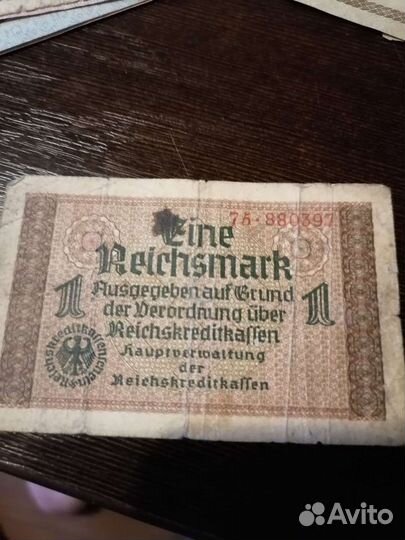 75·880397
Eine
Reichsmark
1 Ausgegeben auf Grund 1
der Verordnung über
Reichskreditkassen
Hauptverwaltung
der
Reichskreditkassen
Avito